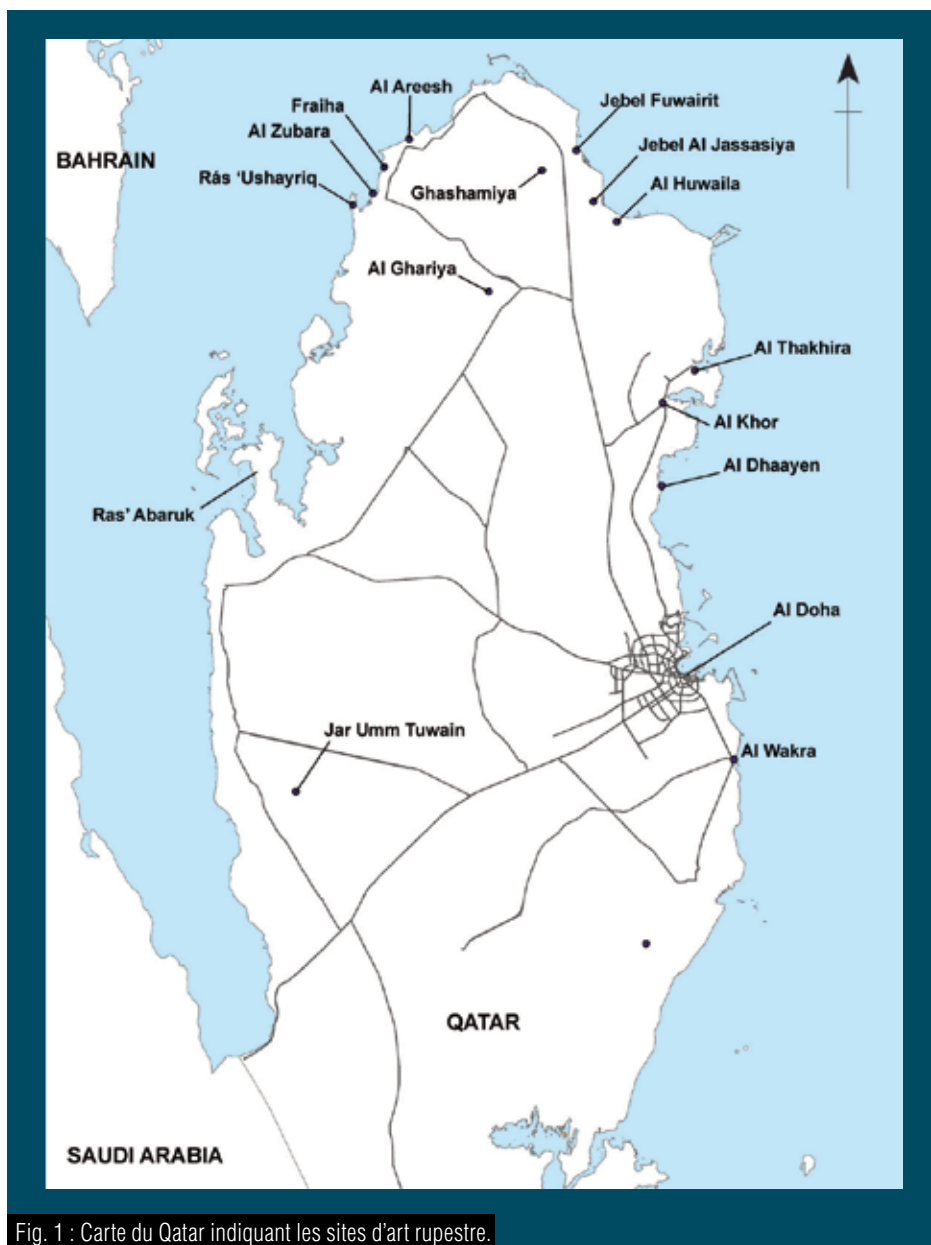 Al Areesh
Fraiha
Al Zubara
BAHRAIN
Rás 'Ushayriq
Jebel Fuwairit
Jebel Al Jassasiya
Ghashamiya
Al Huwaila
Al Ghariya
Al Thakhira
Al Khor
Al Dhaayen
Ras' Abaruk
Al Doha
Jar Umm Tuwain
Al Wakra
QATAR
SAUDI ARABIA
Fig. 1 : Carte du Qatar indiquant les sites d'art rupestre.